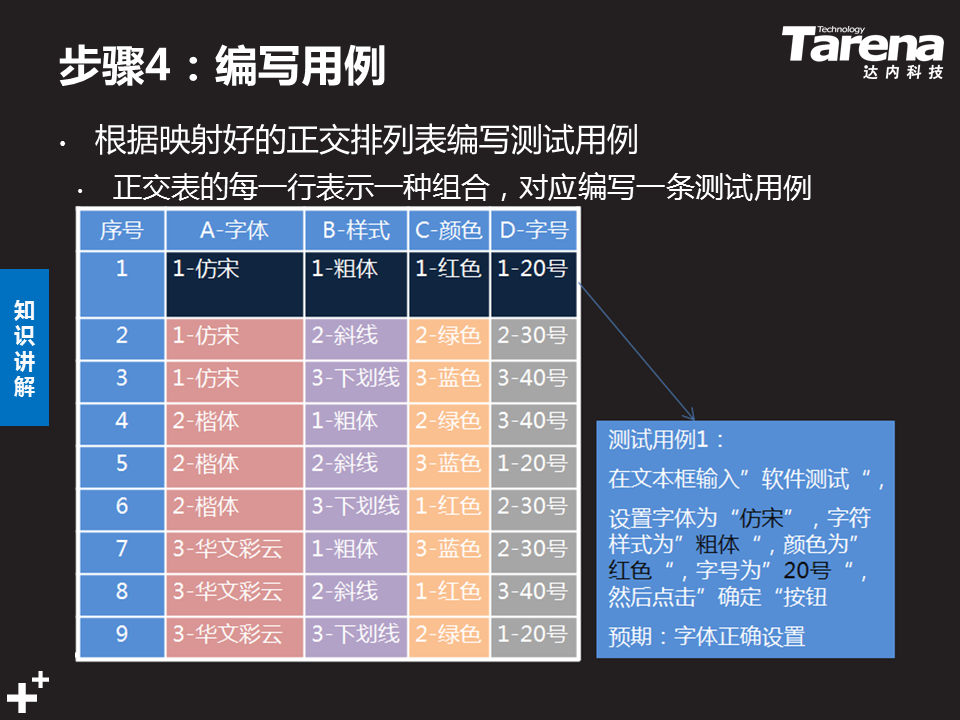 步骤4：编写用例
Technology
Tarena
达内科技
• 根据映射好的正交排列表编写测试用例
• 正交表的每一行表示一种组合，对应编写一条测试用例
知识讲解
序号 A-字体 B-样式 C-颜色 D-字号
1 1-仿宋 1-粗体 1-红色 1-20号
2 1-仿宋 2-斜线 2-绿色 2-30号
3 1-仿宋 3-下划线 3-蓝色 3-40号
4 2-楷体 1-粗体 2-绿色 3-40号
5 2-楷体 2-斜线 3-蓝色 1-20号
6 2-楷体 3-下划线 1-红色 2-30号
7 3-华文彩云 1-粗体 3-蓝色 2-30号
8 3-华文彩云 2-斜线 1-红色 3-40号
9 3-华文彩云 3-下划线 2-绿色 1-20号
测试用例1：
在文本框输入”软件测试“，
设置字体为“仿宋”，字符
样式为”粗体“，颜色为”
红色“，字号为”20号“，
然后点击”确定“按钮
预期：字体正确设置